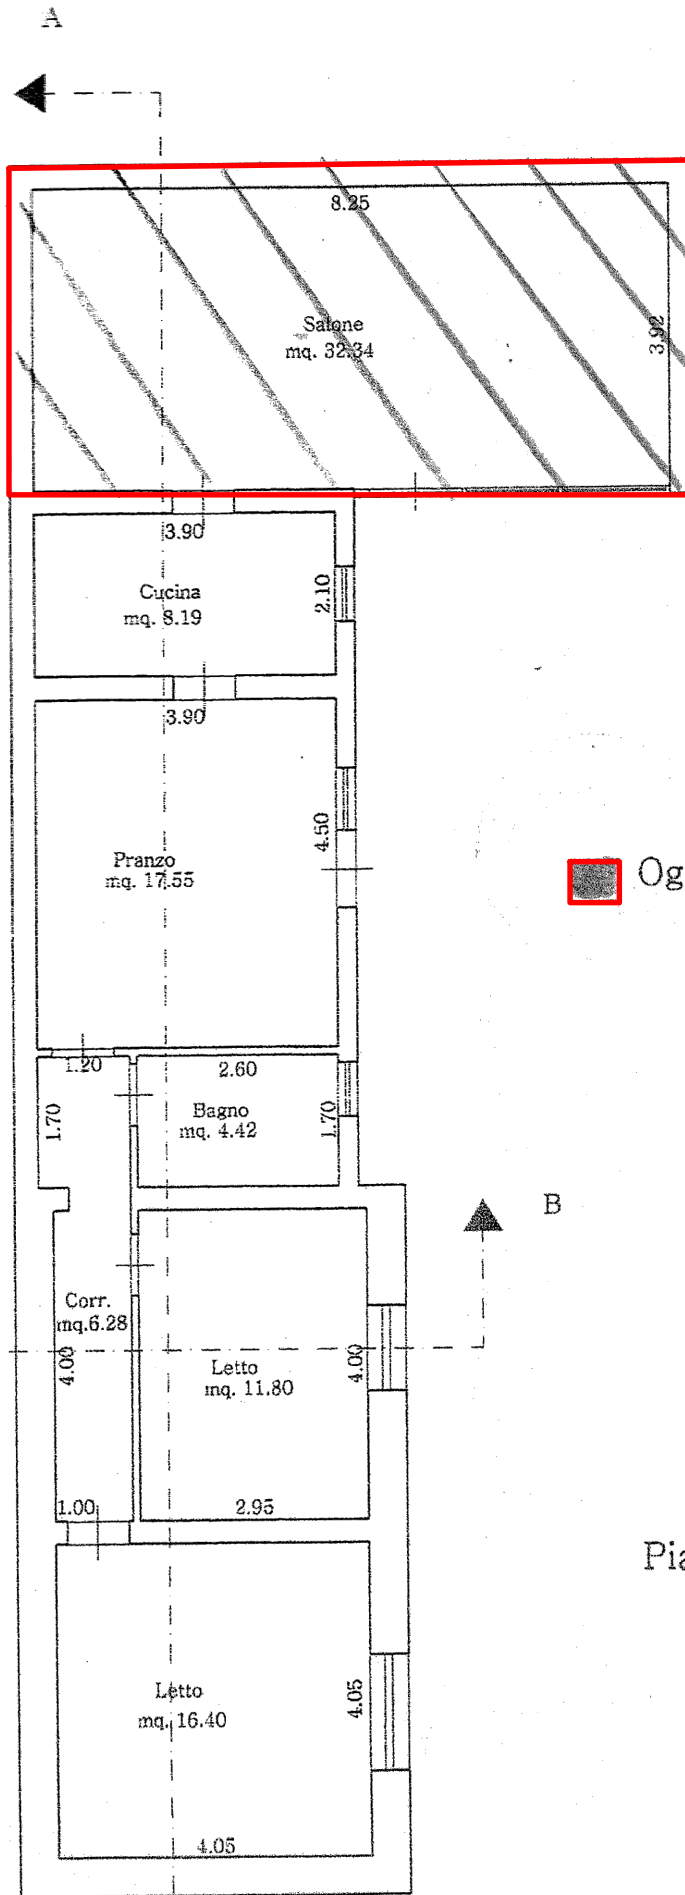 A
8.25
Salone
mq. 32.34
3.92
3.90
Cucina
mq. 8.19
2.10
3.90
4.50
Pranzo
mq. 17.55
Og
1.20
2.60
1.70
Bagno
mq. 4.42
1.70
B
Corr.
mq.6.28
4.00
Letto
mq. 11.80
4.00
1.00
2.95
Pia
Letto
mq. 16.40
4.05
4.05